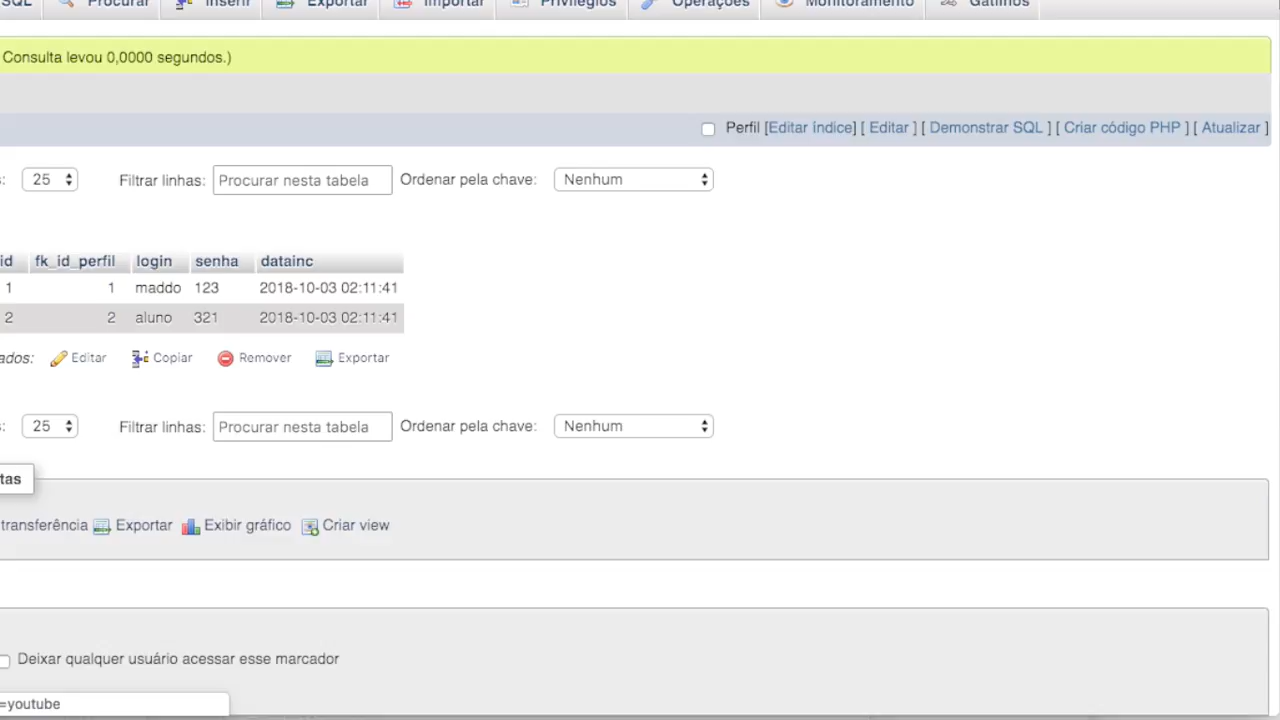 SQL Procurar Inserir Exportar Importar Privilégios Operações Monitoramento Gatilhos
Consulta levou 0,0000 segundos.)
Perfil [Editar índice] [ Editar ] [ Demonstrar SQL ] [ Criar código PHP ] [ Atualizar ]
s: 25 Filtrar linhas: Procurar nesta tabela Ordenar pela chave: Nenhum
id fk_id_perfil login senha datainc
1 1 maddo 123 2018-10-03 02:11:41
2 2 aluno 321 2018-10-03 02:11:41
ados: Editar Copiar Remover Exportar
s: 25 Filtrar linhas: Procurar nesta tabela Ordenar pela chave: Nenhum
tas
transferência Exportar Exibir gráfico Criar view
Deixar qualquer usuário acessar esse marcador
=youtube